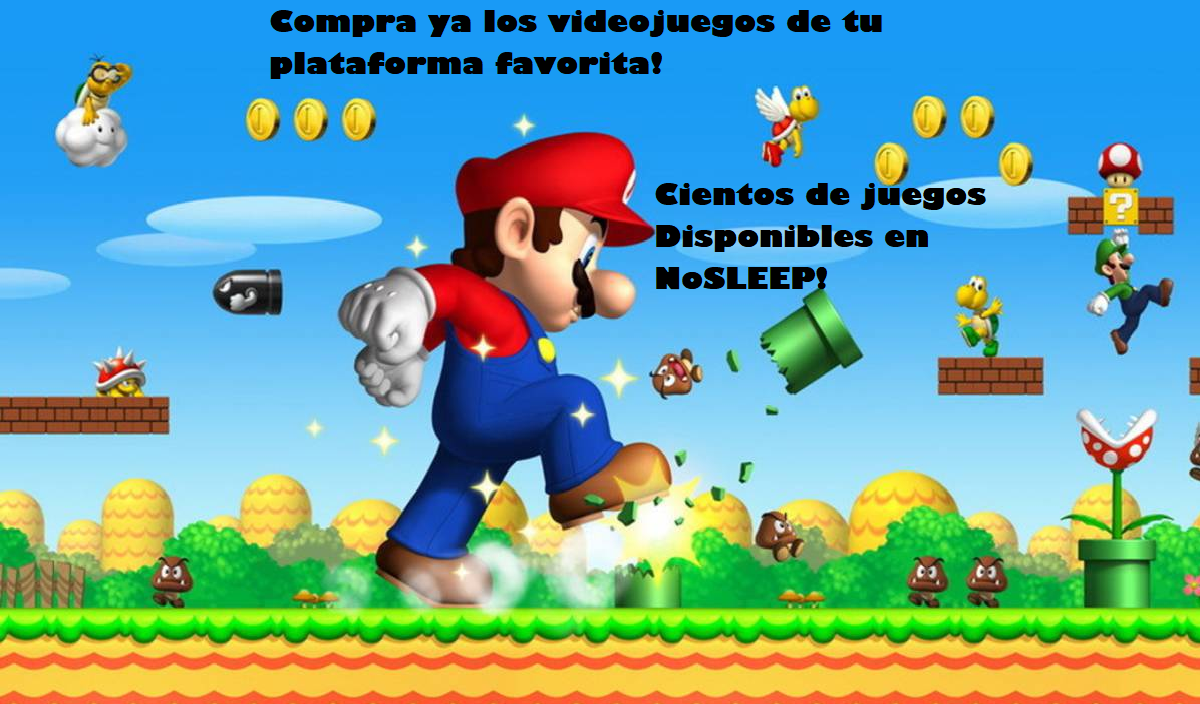 Compra ya los videojuegos de tu
plataforma favorita!
Cientos de juegos
Disponibles en
NoSLEEP!
?